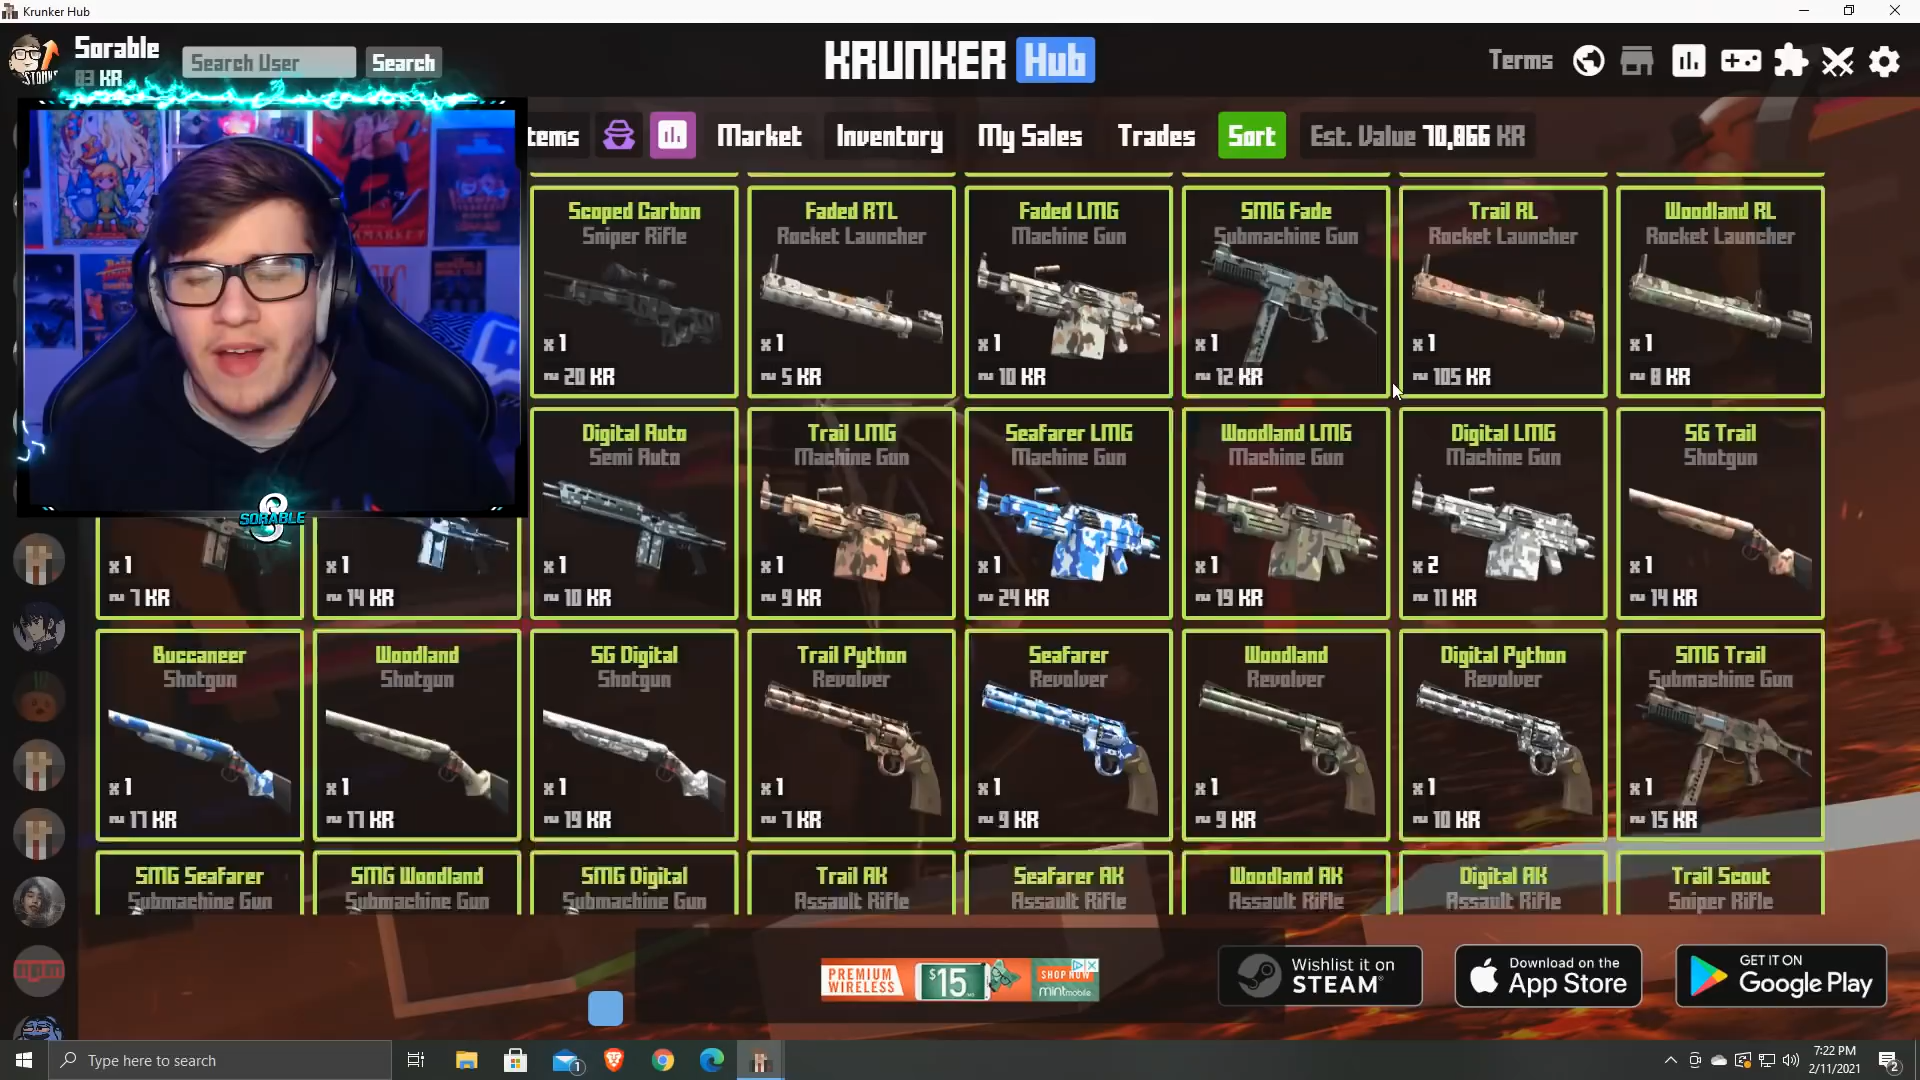 Krunker Hub
Sorable
83 KR
Search User
Search
KRUNKER Hub
Terms
tems
Market
Inventory
My Sales
Trades
Sort
Est. Value 70,866 KR
Scoped Carbon
Sniper Rifle
x 1
~ 20 KR
Faded RTL
Rocket Launcher
x 1
~ 5 KR
Faded LMG
Machine Gun
x 1
~ 10 KR
SMG Fade
Submachine Gun
x 1
~ 12 KR
Trail RL
Rocket Launcher
x 1
~ 105 KR
Woodland RL
Rocket Launcher
x 1
~ 8 KR
x 1
~ 7 KR
x 1
~ 14 KR
Digital Auto
Semi Auto
x 1
~ 10 KR
Trail LMG
Machine Gun
x 1
~ 9 KR
Seafarer LMG
Machine Gun
x 1
~ 24 KR
Woodland LMG
Machine Gun
x 1
~ 19 KR
Digital LMG
Machine Gun
x 2
~ 11 KR
SG Trail
Shotgun
x 1
~ 14 KR
Buccaneer
Shotgun
x 1
~ 17 KR
Woodland
Shotgun
x 1
~ 17 KR
SG Digital
Shotgun
x 1
~ 19 KR
Trail Python
Revolver
x 1
~ 7 KR
Seafarer
Revolver
x 1
~ 9 KR
Woodland
Revolver
x 1
~ 9 KR
Digital Python
Revolver
x 1
~ 10 KR
SMG Trail
Submachine Gun
x 1
~ 15 KR
SMG Seafarer
Submachine Gun
SMG Woodland
Submachine Gun
SMG Digital
Submachine Gun
Trail AK
Assault Rifle
Seafarer AK
Assault Rifle
Woodland AK
Assault Rifle
Digital AK
Assault Rifle
Trail Scout
Sniper Rifle
S
SORABLE
npm
PREMIUM
WIRELESS
$15
SHOP NOW
mintmobile
Wishlist it on
STEAM
Download on the
App Store
GET IT ON
Google Play
Type here to search
1
7:22 PM
2/11/2021
2